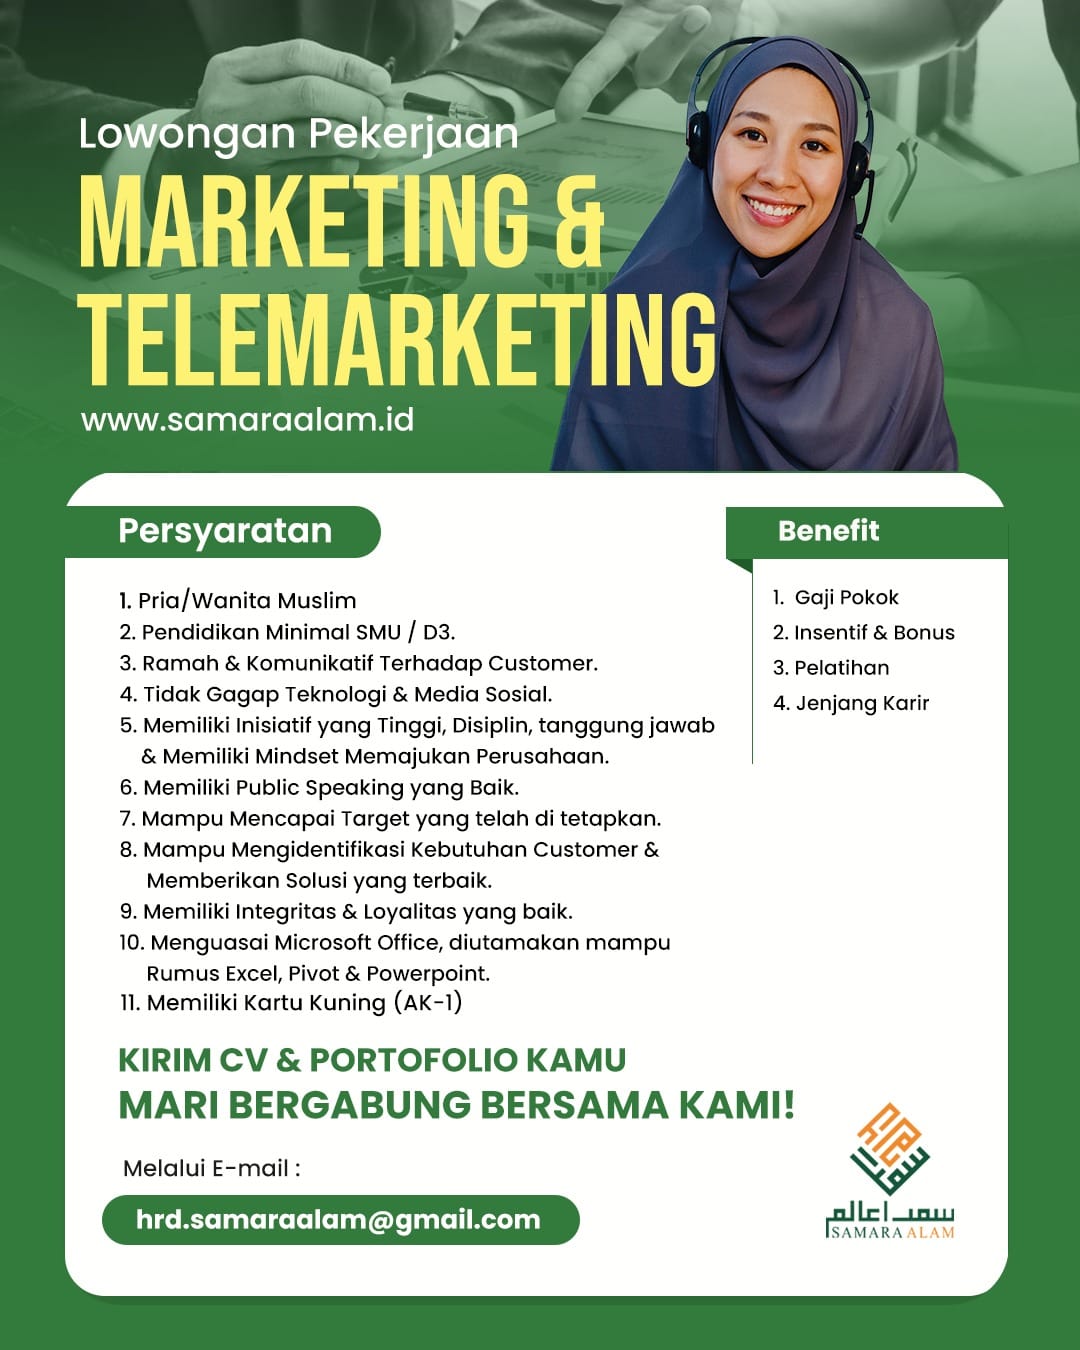 Lowongan Pekerjaan
MARKETING &
TELEMARKETING
www.samaraalam.id
Persyaratan
1. Pria/Wanita Muslim
2. Pendidikan Minimal SMU / D3.
3. Ramah & Komunikatif Terhadap Customer.
4. Tidak Gagap Teknologi & Media Sosial.
5. Memiliki Inisiatif yang Tinggi, Disiplin, tanggung jawab
& Memiliki Mindset Memajukan Perusahaan.
6. Memiliki Public Speaking yang Baik.
7. Mampu Mencapai Target yang telah di tetapkan.
8. Mampu Mengidentifikasi Kebutuhan Customer &
Memberikan Solusi yang terbaik.
9. Memiliki Integritas & Loyalitas yang baik.
10. Menguasai Microsoft Office, diutamakan mampu
Rumus Excel, Pivot & Powerpoint.
11. Memiliki Kartu Kuning (AK-1)
Benefit
1. Gaji Pokok
2. Insentif & Bonus
3. Pelatihan
4. Jenjang Karir
KIRIM CV & PORTOFOLIO KAMU
MARI BERGABUNG BERSAMA KAMI!
Melalui E-mail :
hrd.samaraalam@gmail.com
SAMARA ALAM